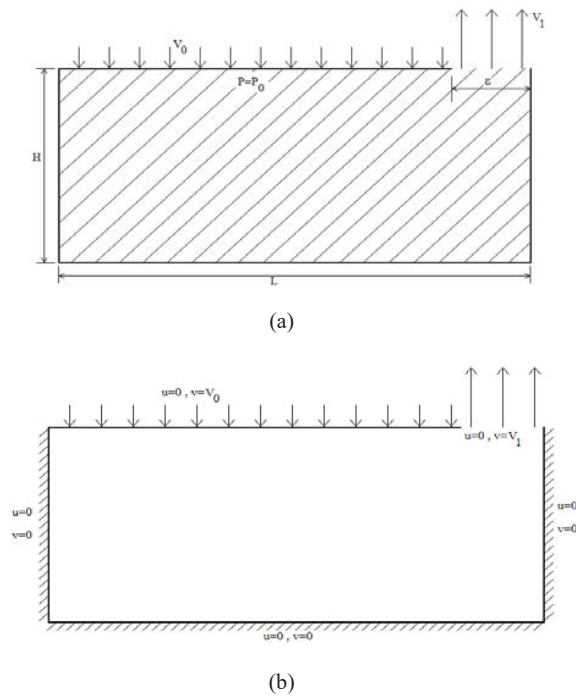 V₀
V₁
P=P₀
ε
H
L
(a)
u=0 , v=V₀
u=0 , v=V₁
u=0
v=0
u=0
v=0
u=0 , v=0
(b)